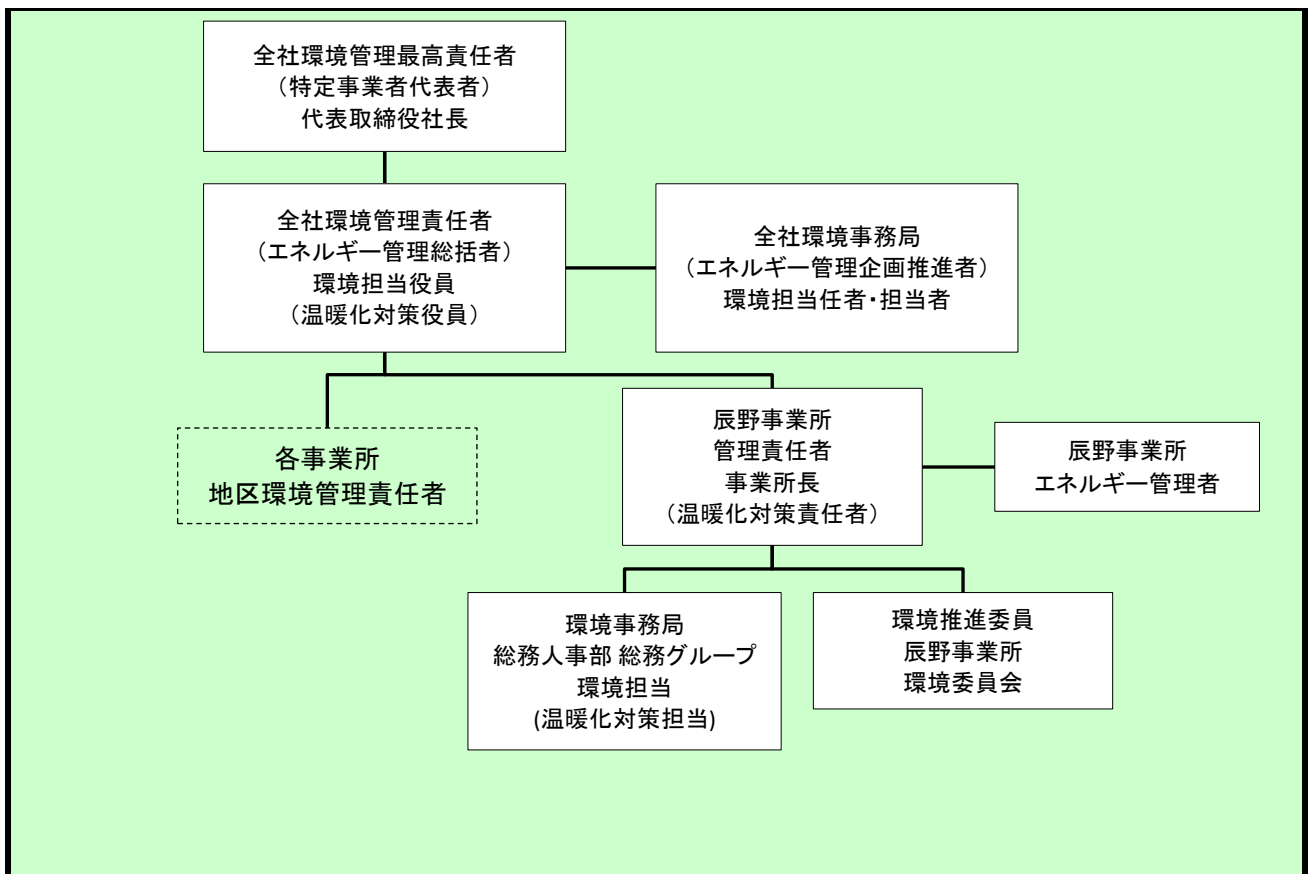 全社環境管理最高責任者
（特定事業者代表者）
代表取締役社長
全社環境管理責任者
（エネルギー管理総括者）
環境担当役員
（温暖化対策役員）
全社環境事務局
（エネルギー管理企画推進者）
環境担当任者・担当者
各事業所
地区環境管理責任者
辰野事業所
管理責任者
事業所長
（温暖化対策責任者）
辰野事業所
エネルギー管理者
環境事務局
総務人事部 総務グループ
環境担当
(温暖化対策担当)
環境推進委員
辰野事業所
環境委員会